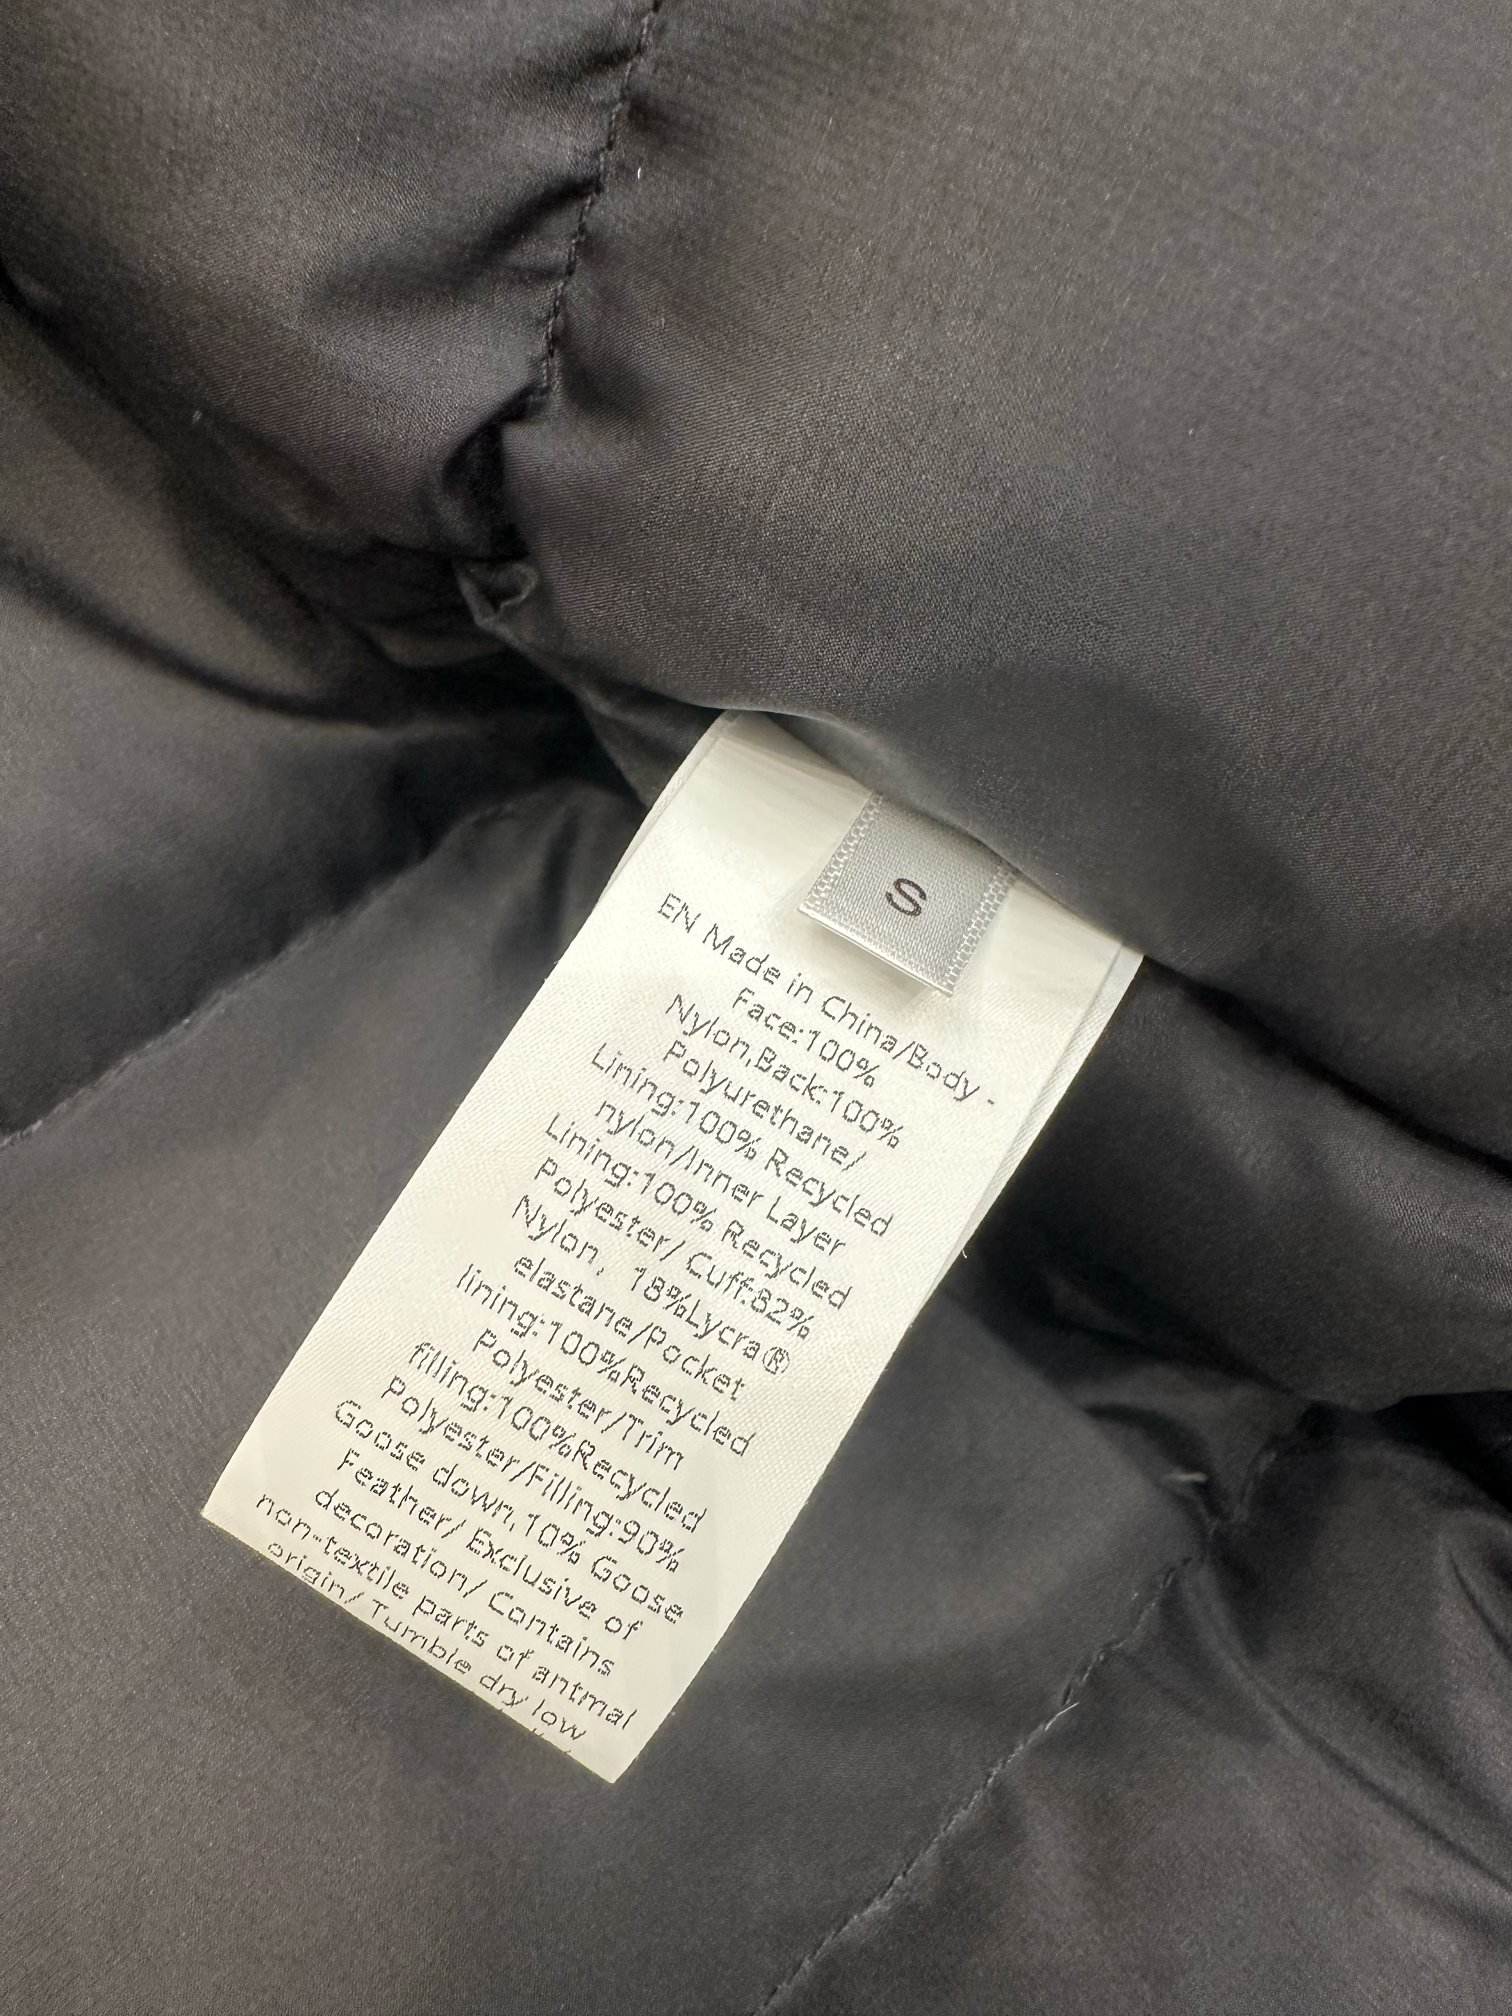 S
EN Made in China/Body -
Face:100%
Nylon,Back:100%
Polyurethane/
Lining:100% Recycled
nylon/Inner Layer
Lining:100% Recycled
Polyester/ Cuff:82%
Nylon, 18%Lycra®
elastane/Pocket
lining:100%Recycled
Polyester/Trim
filling:100%Recycled
Polyester/Filling:90%
Goose down,10% Goose
Feather/ Exclusive of
decoration/ Contains
non-textile parts of animal
origin/ Tumble dry low